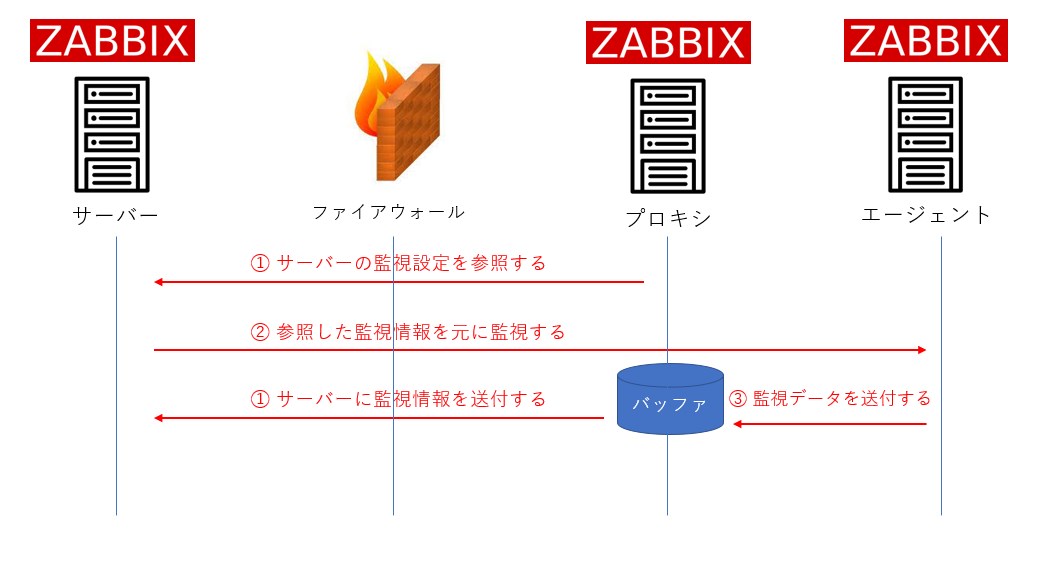 ZABBIX
ZABBIX
ZABBIX
サーバー
ファイアウォール
プロキシ
エージェント
① サーバーの監視設定を参照する
② 参照した監視情報を元に監視する
① サーバーに監視情報を送付する
バッファ
③ 監視データを送付する